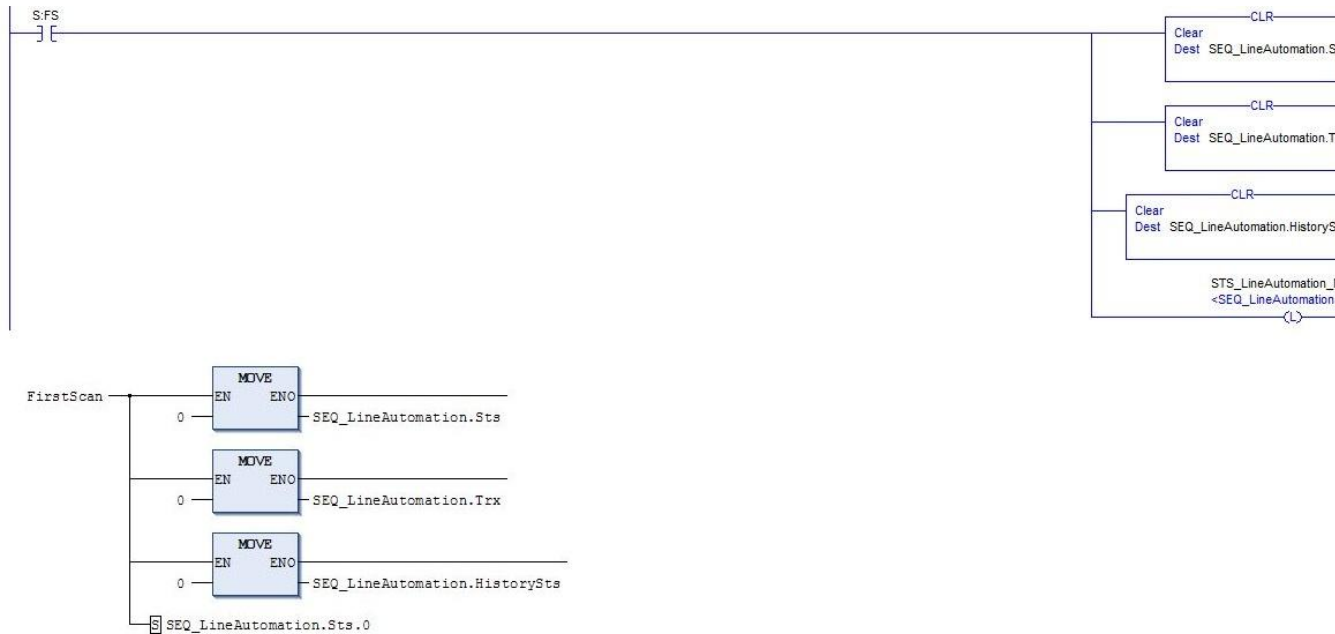 S:FS
CLR
Clear
Dest SEQ_LineAutomation.S
CLR
Clear
Dest SEQ_LineAutomation.T
CLR
Clear
Dest SEQ_LineAutomation.HistoryS
STS_LineAutomation_
<SEQ_LineAutomation
L
FirstScan
MOVE
EN ENO
0 SEQ_LineAutomation.Sts
MOVE
EN ENO
0 SEQ_LineAutomation.Trx
MOVE
EN ENO
0 SEQ_LineAutomation.HistorySts
S SEQ_LineAutomation.Sts.0